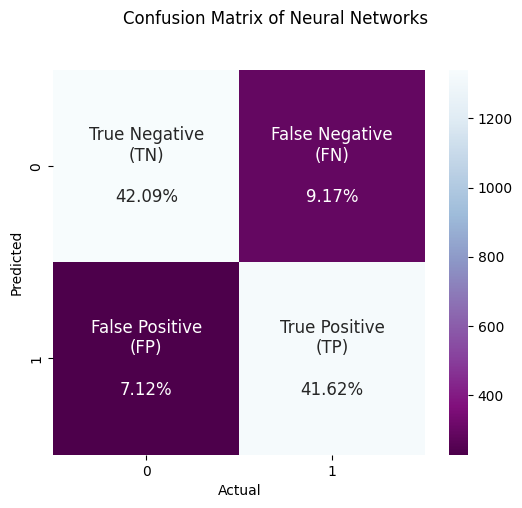 Confusion Matrix of Neural Networks
True Negative
(TN)
42.09%
False Negative
(FN)
9.17%
False Positive
(FP)
7.12%
True Positive
(TP)
41.62%
0
1
Predicted
0
1
Actual
1200
1000
800
600
400